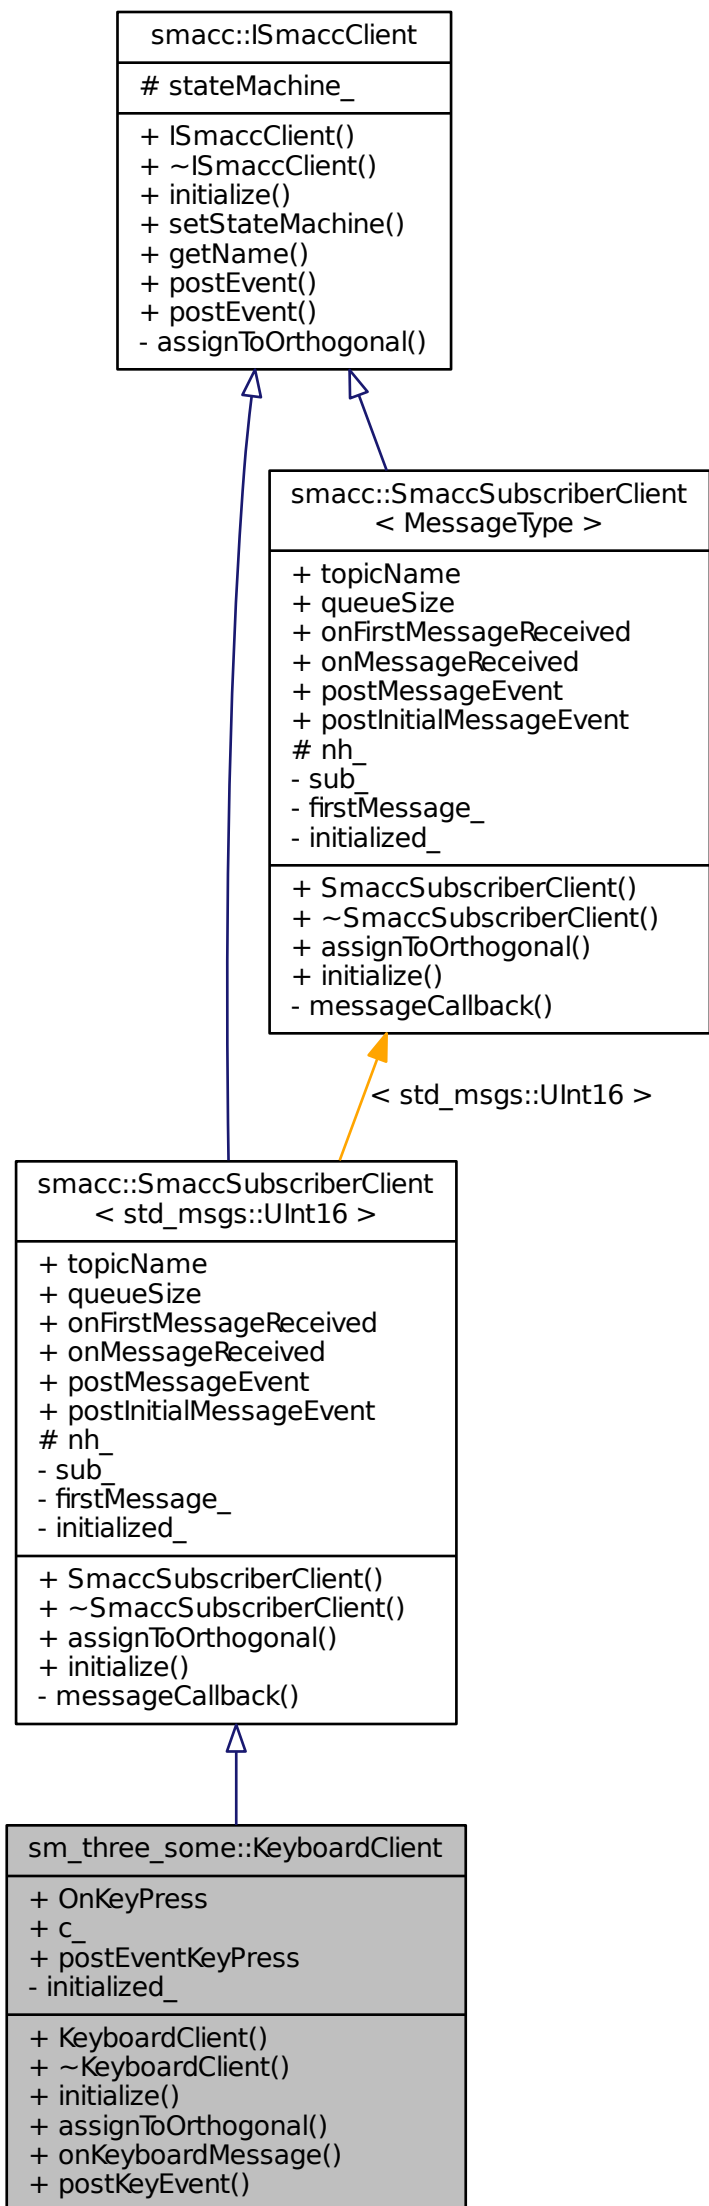 smacc::ISmaccClient
# stateMachine_
+ ISmaccClient()
+ ~ISmaccClient()
+ initialize()
+ setStateMachine()
+ getName()
+ postEvent()
+ postEvent()
- assignToOrthogonal()
smacc::SmaccSubscriberClient
< MessageType >
+ topicName
+ queueSize
+ onFirstMessageReceived
+ onMessageReceived
+ postMessageEvent
+ postInitialMessageEvent
# nh_
- sub_
- firstMessage_
- initialized_
+ SmaccSubscriberClient()
+ ~SmaccSubscriberClient()
+ assignToOrthogonal()
+ initialize()
- messageCallback()
< std_msgs::UInt16 >
smacc::SmaccSubscriberClient
< std_msgs::UInt16 >
+ topicName
+ queueSize
+ onFirstMessageReceived
+ onMessageReceived
+ postMessageEvent
+ postInitialMessageEvent
# nh_
- sub_
- firstMessage_
- initialized_
+ SmaccSubscriberClient()
+ ~SmaccSubscriberClient()
+ assignToOrthogonal()
+ initialize()
- messageCallback()
sm_three_some::KeyboardClient
+ OnKeyPress
+ c_
+ postEventKeyPress
- initialized_
+ KeyboardClient()
+ ~KeyboardClient()
+ initialize()
+ assignToOrthogonal()
+ onKeyboardMessage()
+ postKeyEvent()